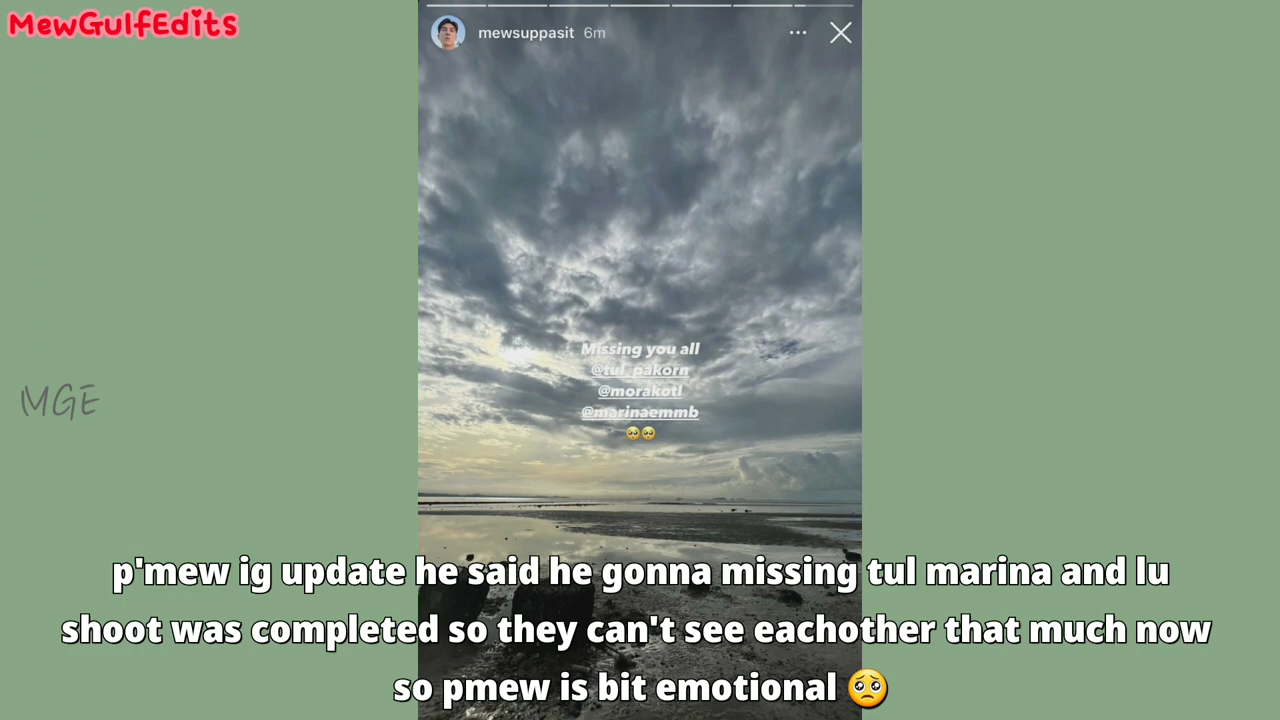 MewGulfEdits
mewsuppasit 6m
Missing you all
@tul_pakorn
@morakotl
@marinaemmb
🥺🥺
MGE
p'mew ig update he said he gonna missing tul marina and lu
shoot was completed so they can't see eachother that much now
so pmew is bit emotional 🥺